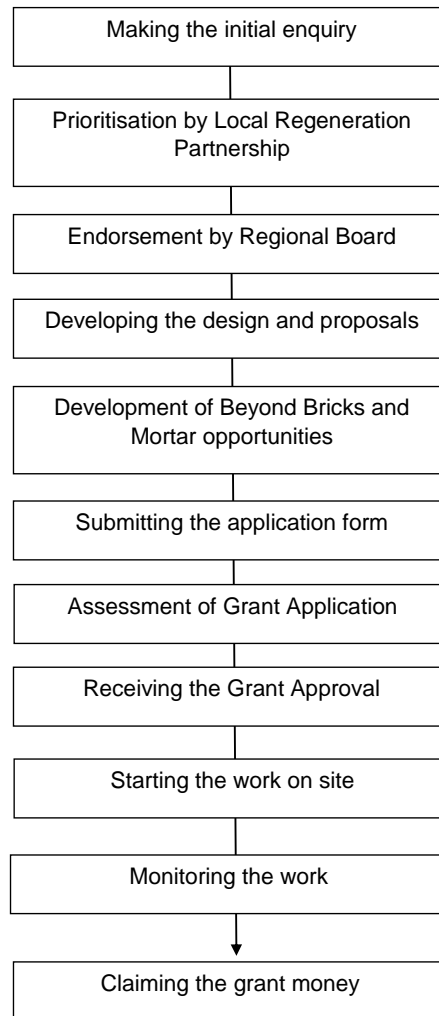 Making the initial enquiry
Prioritisation by Local Regeneration
Partnership
Endorsement by Regional Board
Developing the design and proposals
Development of Beyond Bricks and
Mortar opportunities
Submitting the application form
Assessment of Grant Application
Receiving the Grant Approval
Starting the work on site
Monitoring the work
Claiming the grant money